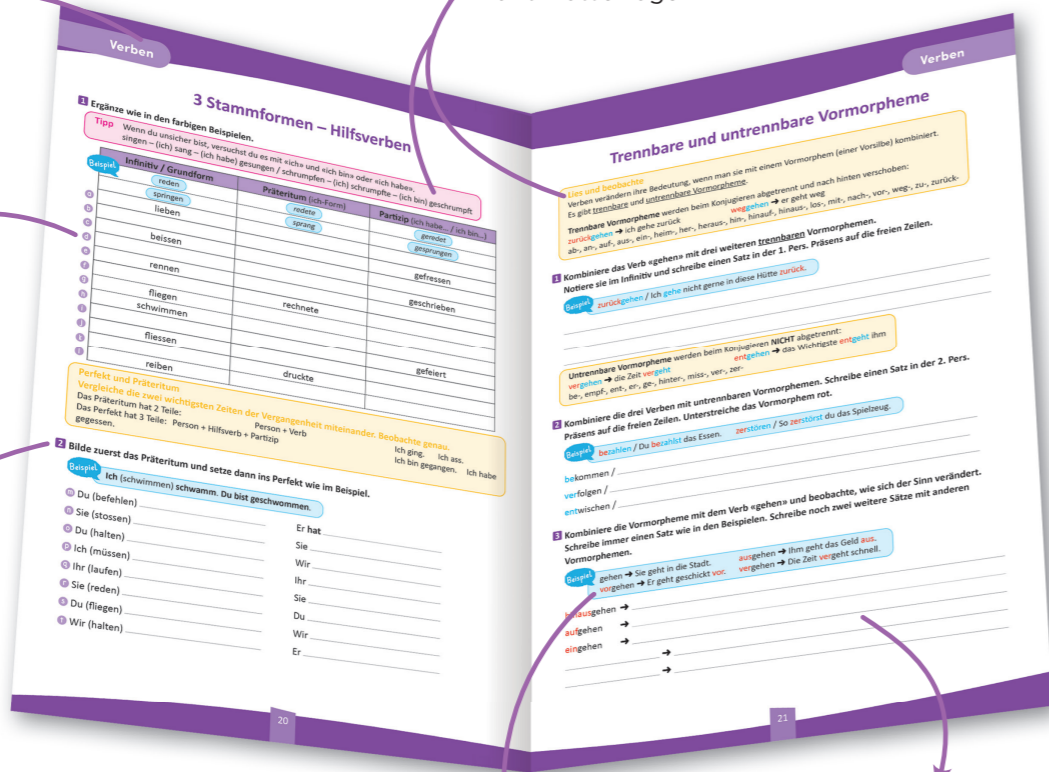 Verben
3 Stammformen – Hilfsverben
1 Ergänze wie in den farbigen Beispielen.
Tipp Wenn du unsicher bist, versuchst du es mit «ich» und «ich bin» oder «ich habe».
singen – (ich) sang – (ich habe) gesungen / schrumpfen – (ich) schrumpfte – (ich bin) geschrumpft
Beispiel Infinitiv / Grundform Präteritum (ich-Form) Partizip (ich habe... / ich bin...)
reden redete geredet
springen sprang gesprungen
a lieben
b
c beissen
d gefressen
e rennen
f geschrieben
g fliegen rechnete
h schwimmen
i
j fliessen
k gefeiert
l reiben druckte
Perfekt und Präteritum
Vergleiche die zwei wichtigsten Zeiten der Vergangenheit miteinander. Beobachte genau.
Das Präteritum hat 2 Teile: Person + Verb Ich ging. Ich ass.
Das Perfekt hat 3 Teile: Person + Hilfsverb + Partizip Ich bin gegangen. Ich habe
gegessen.
2 Bilde zuerst das Präteritum und setze dann ins Perfekt wie im Beispiel.
Beispiel Ich (schwimmen) schwamm. Du bist geschwommen.
m Du (befehlen) Er hat
n Sie (stossen) Sie
o Du (halten) Wir
p Ich (müssen) Ihr
q Ihr (laufen) Sie
r Sie (reden) Du
s Du (fliegen) Wir
t Wir (halten) Er
20
Verben
Trennbare und untrennbare Vormorpheme
Lies und beobachte
Verben verändern ihre Bedeutung, wenn man sie mit einem Vormorphem (einer Vorsilbe) kombiniert.
Es gibt trennbare und untrennbare Vormorpheme.
Trennbare Vormorpheme werden beim Konjugieren abgetrennt und nach hinten verschoben:
zurückgehen → ich gehe zurück weggehen → er geht weg
ab-, an-, auf-, aus-, ein-, heim-, her-, heraus-, hin-, hinauf-, hinaus-, los-, mit-, nach-, vor-, weg-, zu-, zurück-
1 Kombiniere das Verb «gehen» mit drei weiteren trennbaren Vormorphemen.
Notiere sie im Infinitiv und schreibe einen Satz in der 1. Pers. Präsens auf die freien Zeilen.
Beispiel zurückgehen / Ich gehe nicht gerne in diese Hütte zurück.
Untrennbare Vormorpheme werden beim Konjugieren NICHT abgetrennt:
vergehen → die Zeit vergeht entgehen → das Wichtigste entgeht ihm
be-, empf-, ent-, er-, ge-, hinter-, miss-, ver-, zer-
2 Kombiniere die drei Verben mit untrennbaren Vormorphemen. Schreibe einen Satz in der 2. Pers.
Präsens auf die freien Zeilen. Unterstreiche das Vormorphem rot.
Beispiel bezahlen / Du bezahlst das Essen. zerstören / So zerstörst du das Spielzeug.
bekommen /
verfolgen /
entwischen /
3 Kombiniere die Vormorpheme mit dem Verb «gehen» und beobachte, wie sich der Sinn verändert.
Schreibe immer einen Satz wie in den Beispielen. Schreibe noch zwei weitere Sätze mit anderen
Vormorphemen.
Beispiel gehen → Sie geht in die Stadt. ausgehen → Ihm geht das Geld aus.
vorgehen → Er geht geschickt vor. vergehen → Die Zeit vergeht schnell.
hinausgehen →
aufgehen →
eingehen →
→
→
21